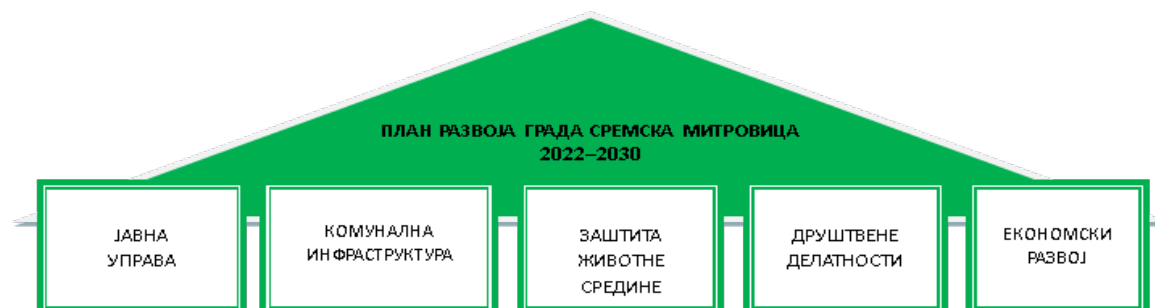 ПЛАН РАЗВОЈА ГРАДА СРЕМСКА МИТРОВИЦА
2022–2030
ЈАВНА
УПРАВА
КОМУНАЛНА
ИНФРАСТРУКТУРА
ЗАШТИТА
ЖИВОТНЕ
СРЕДИНЕ
ДРУШТВЕНЕ
ДЕЛАТНОСТИ
ЕКОНОМСКИ
РАЗВОЈ